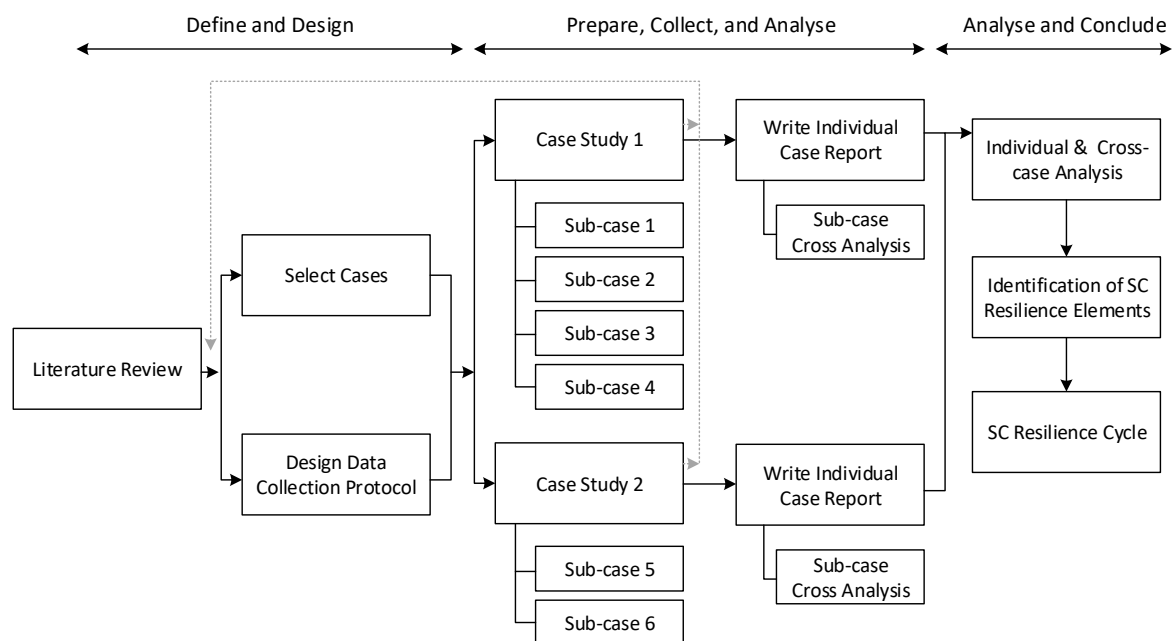 Define and Design
Prepare, Collect, and Analyse
Analyse and Conclude
Literature Review
Select Cases
Design Data
Collection Protocol
Case Study 1
Sub-case 1
Sub-case 2
Sub-case 3
Sub-case 4
Case Study 2
Sub-case 5
Sub-case 6
Write Individual
Case Report
Sub-case
Cross Analysis
Write Individual
Case Report
Sub-case
Cross Analysis
Individual & Cross-
case Analysis
Identification of SC
Resilience Elements
SC Resilience Cycle